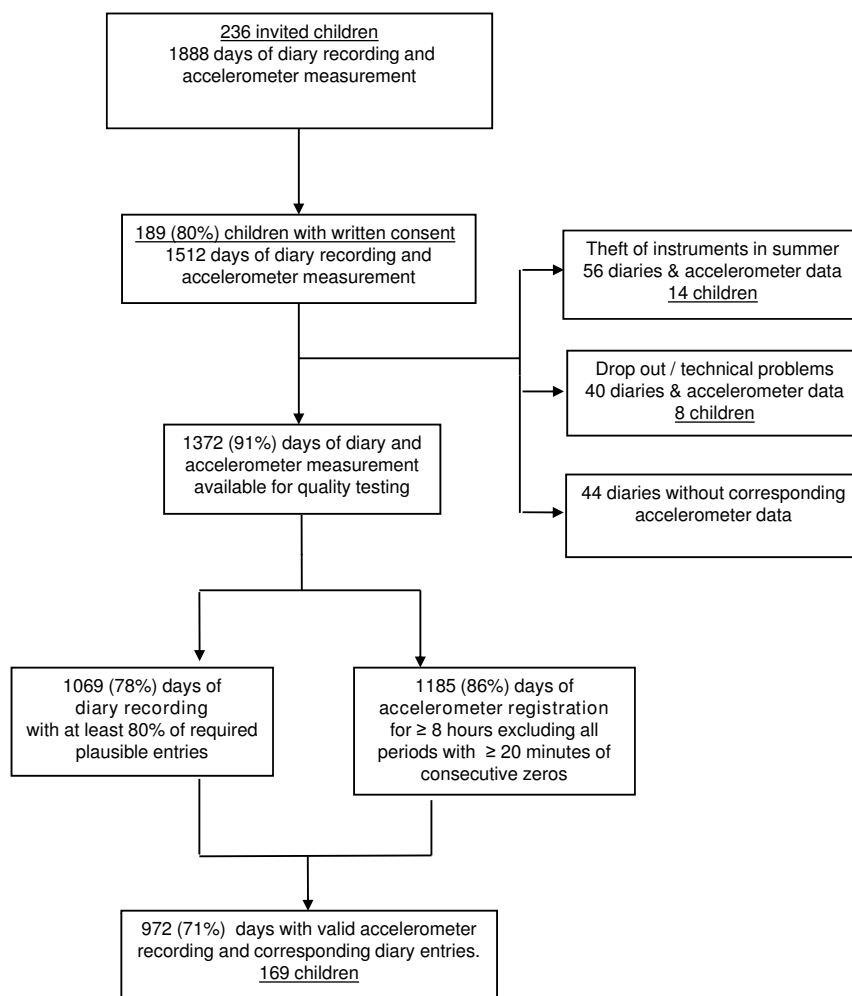 236 invited children
1888 days of diary recording and
accelerometer measurement
189 (80%) children with written consent
1512 days of diary recording and
accelerometer measurement
Theft of instruments in summer
56 diaries & accelerometer data
14 children
Drop out / technical problems
40 diaries & accelerometer data
8 children
44 diaries without corresponding
accelerometer data
1372 (91%) days of diary and
accelerometer measurement
available for quality testing
1069 (78%) days of
diary recording
with at least 80% of required
plausible entries
1185 (86%) days of
accelerometer registration
for ≥ 8 hours excluding all
periods with ≥ 20 minutes of
consecutive zeros
972 (71%) days with valid accelerometer
recording and corresponding diary entries.
169 children